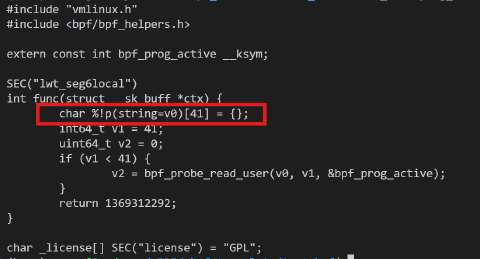 #include "vmlinux.h"
#include <bpf/bpf_helpers.h>
extern const int bpf_prog_active __ksym;
SEC("lwt_seg6local")
int func(struct __sk_buff *ctx) {
char %!p(string=v0)[41] = {};
int64_t v1 = 41;
uint64_t v2 = 0;
if (v1 < 41) {
v2 = bpf_probe_read_user(v0, v1, &bpf_prog_active);
}
return 1369312292;
}
char _license[] SEC("license") = "GPL";